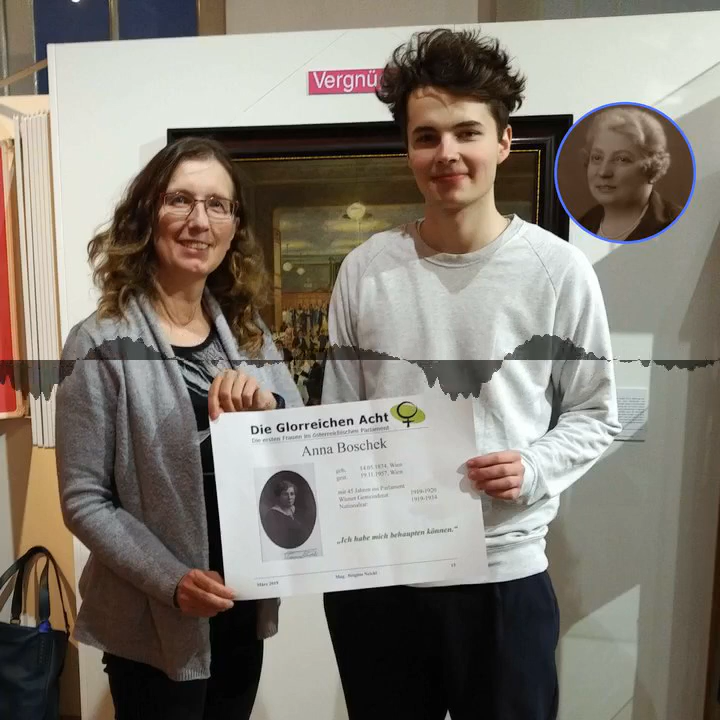 Vergnü
Die Glorreichen Acht
Die ersten Frauen im österreichischen Parlament
Anna Boschek
geb. 14.05.1874, Wien
gest. 19.11.1957, Wien
mit 45 Jahren ins Parlament
Wiener Gemeinderat 1918-1920
Nationalrat 1919-1934
„Ich habe mich behaupten können.“
März 2019 Mag.